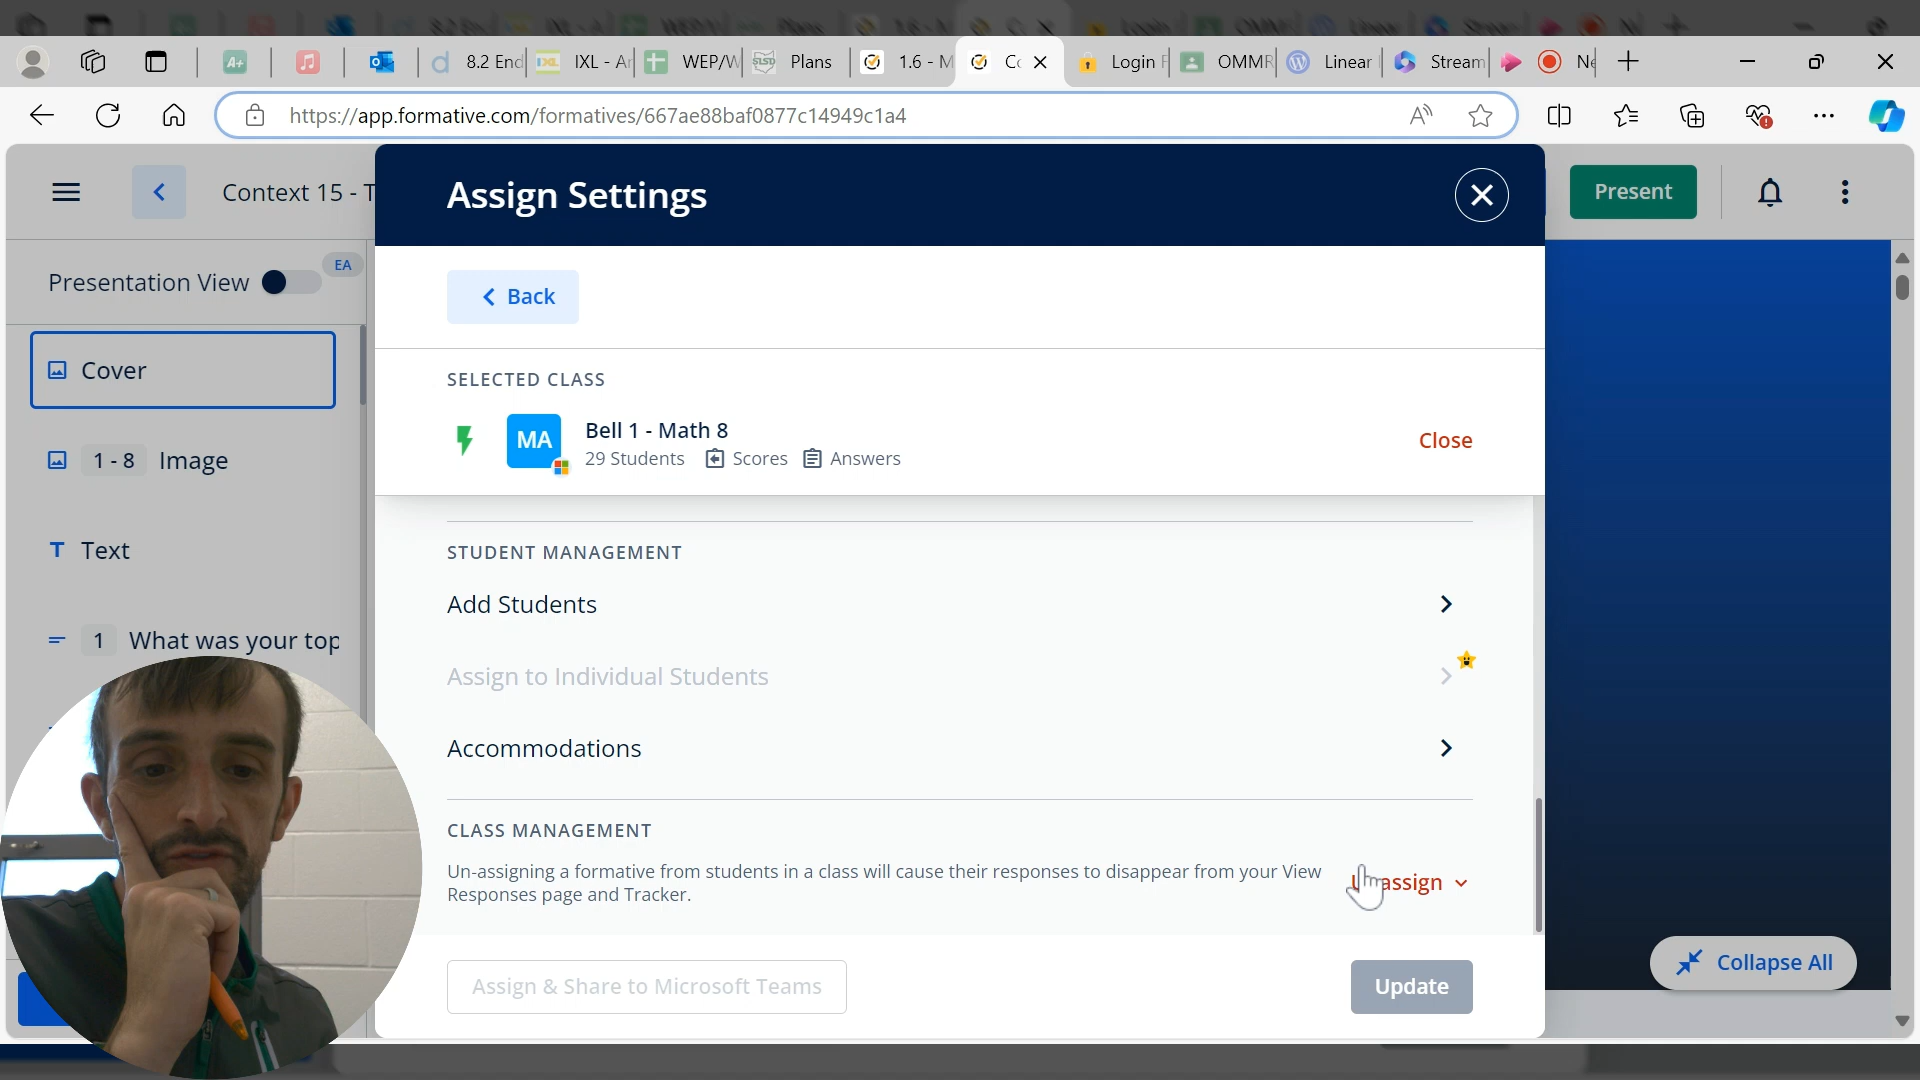 8.2 End
IXL - Ar
WEP/W
Plans
1.6 - M
Co
Login F
OMMR
Linear
Stream
Ne
https://app.formative.com/formatives/667ae88baf0877c14949c1a4
Context 15 - T
Assign Settings
Present
Presentation View
EA
Back
Cover
SELECTED CLASS
MA
Bell 1 - Math 8
29 Students Scores Answers
Close
1 - 8 Image
STUDENT MANAGEMENT
Text
Add Students
1 What was your top
Assign to Individual Students
Accommodations
CLASS MANAGEMENT
Un-assigning a formative from students in a class will cause their responses to disappear from your View
Responses page and Tracker.
assign
Collapse All
Assign & Share to Microsoft Teams
Update